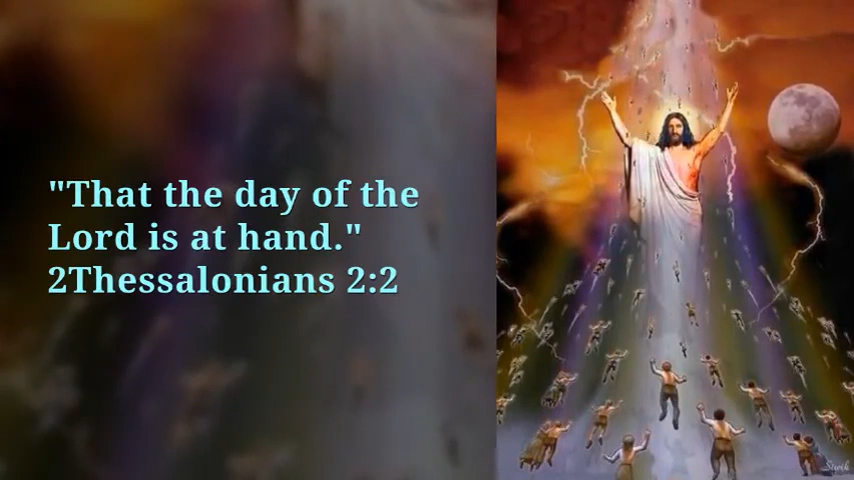 "That the day of the
Lord is at hand."
2Thessalonians 2:2